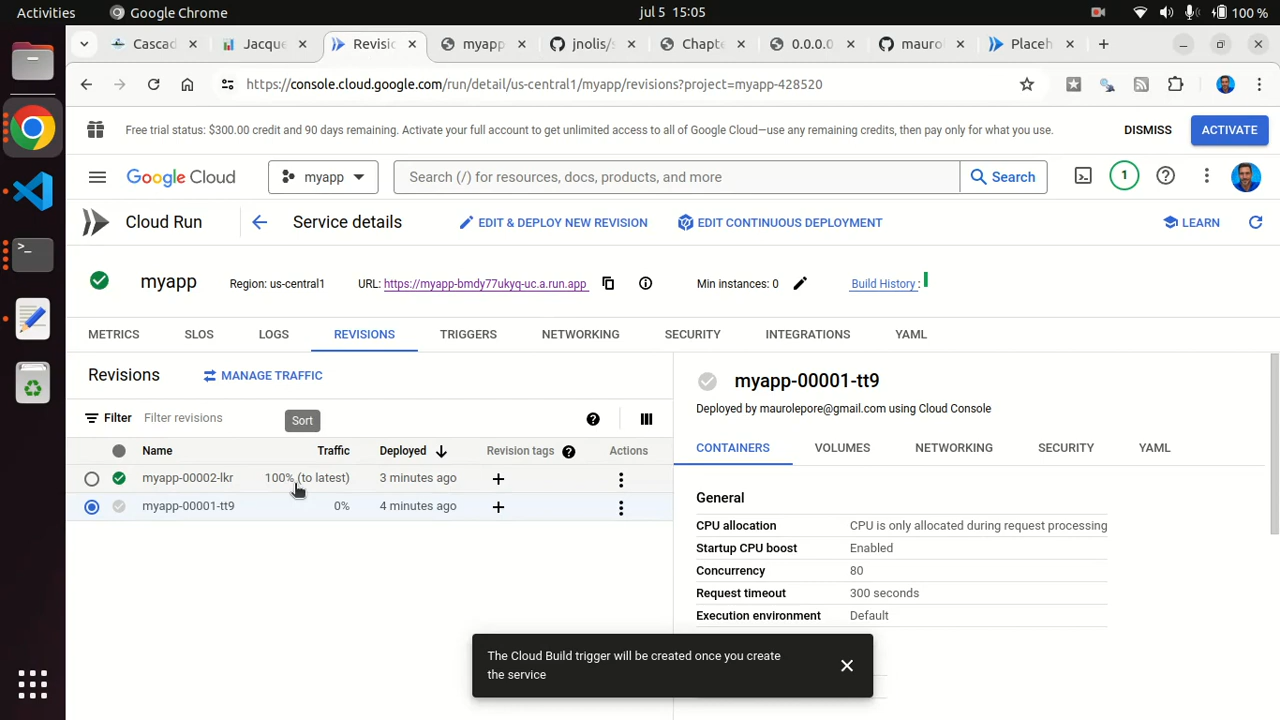 Activities
Google Chrome
jul 5 15:05
100 %
Cascad
Jacque
Revisic
myapp
jnolis/s
Chapte
0.0.0.0
maurol
Placeh
https://console.cloud.google.com/run/detail/us-central1/myapp/revisions?project=myapp-428520
Free trial status: $300.00 credit and 90 days remaining. Activate your full account to get unlimited access to all of Google Cloud—use any remaining credits, then pay only for what you use.
DISMISS
ACTIVATE
Google Cloud
myapp
Search (/) for resources, docs, products, and more
Search
1
Cloud Run
Service details
EDIT & DEPLOY NEW REVISION
EDIT CONTINUOUS DEPLOYMENT
LEARN
myapp
Region: us-central1
URL: https://myapp-bmdy77ukyq-uc.a.run.app
Min instances: 0
Build History:
METRICS
SLOS
LOGS
REVISIONS
TRIGGERS
NETWORKING
SECURITY
INTEGRATIONS
YAML
Revisions
MANAGE TRAFFIC
Filter
Filter revisions
Sort
Name
Traffic
Deployed
Revision tags
Actions
myapp-00002-lkr
100% (to latest)
3 minutes ago
myapp-00001-tt9
0%
4 minutes ago
myapp-00001-tt9
Deployed by maurolepore@gmail.com using Cloud Console
CONTAINERS
VOLUMES
NETWORKING
SECURITY
YAML
General
CPU allocation
CPU is only allocated during request processing
Startup CPU boost
Enabled
Concurrency
80
Request timeout
300 seconds
Execution environment
Default
The Cloud Build trigger will be created once you create
the service